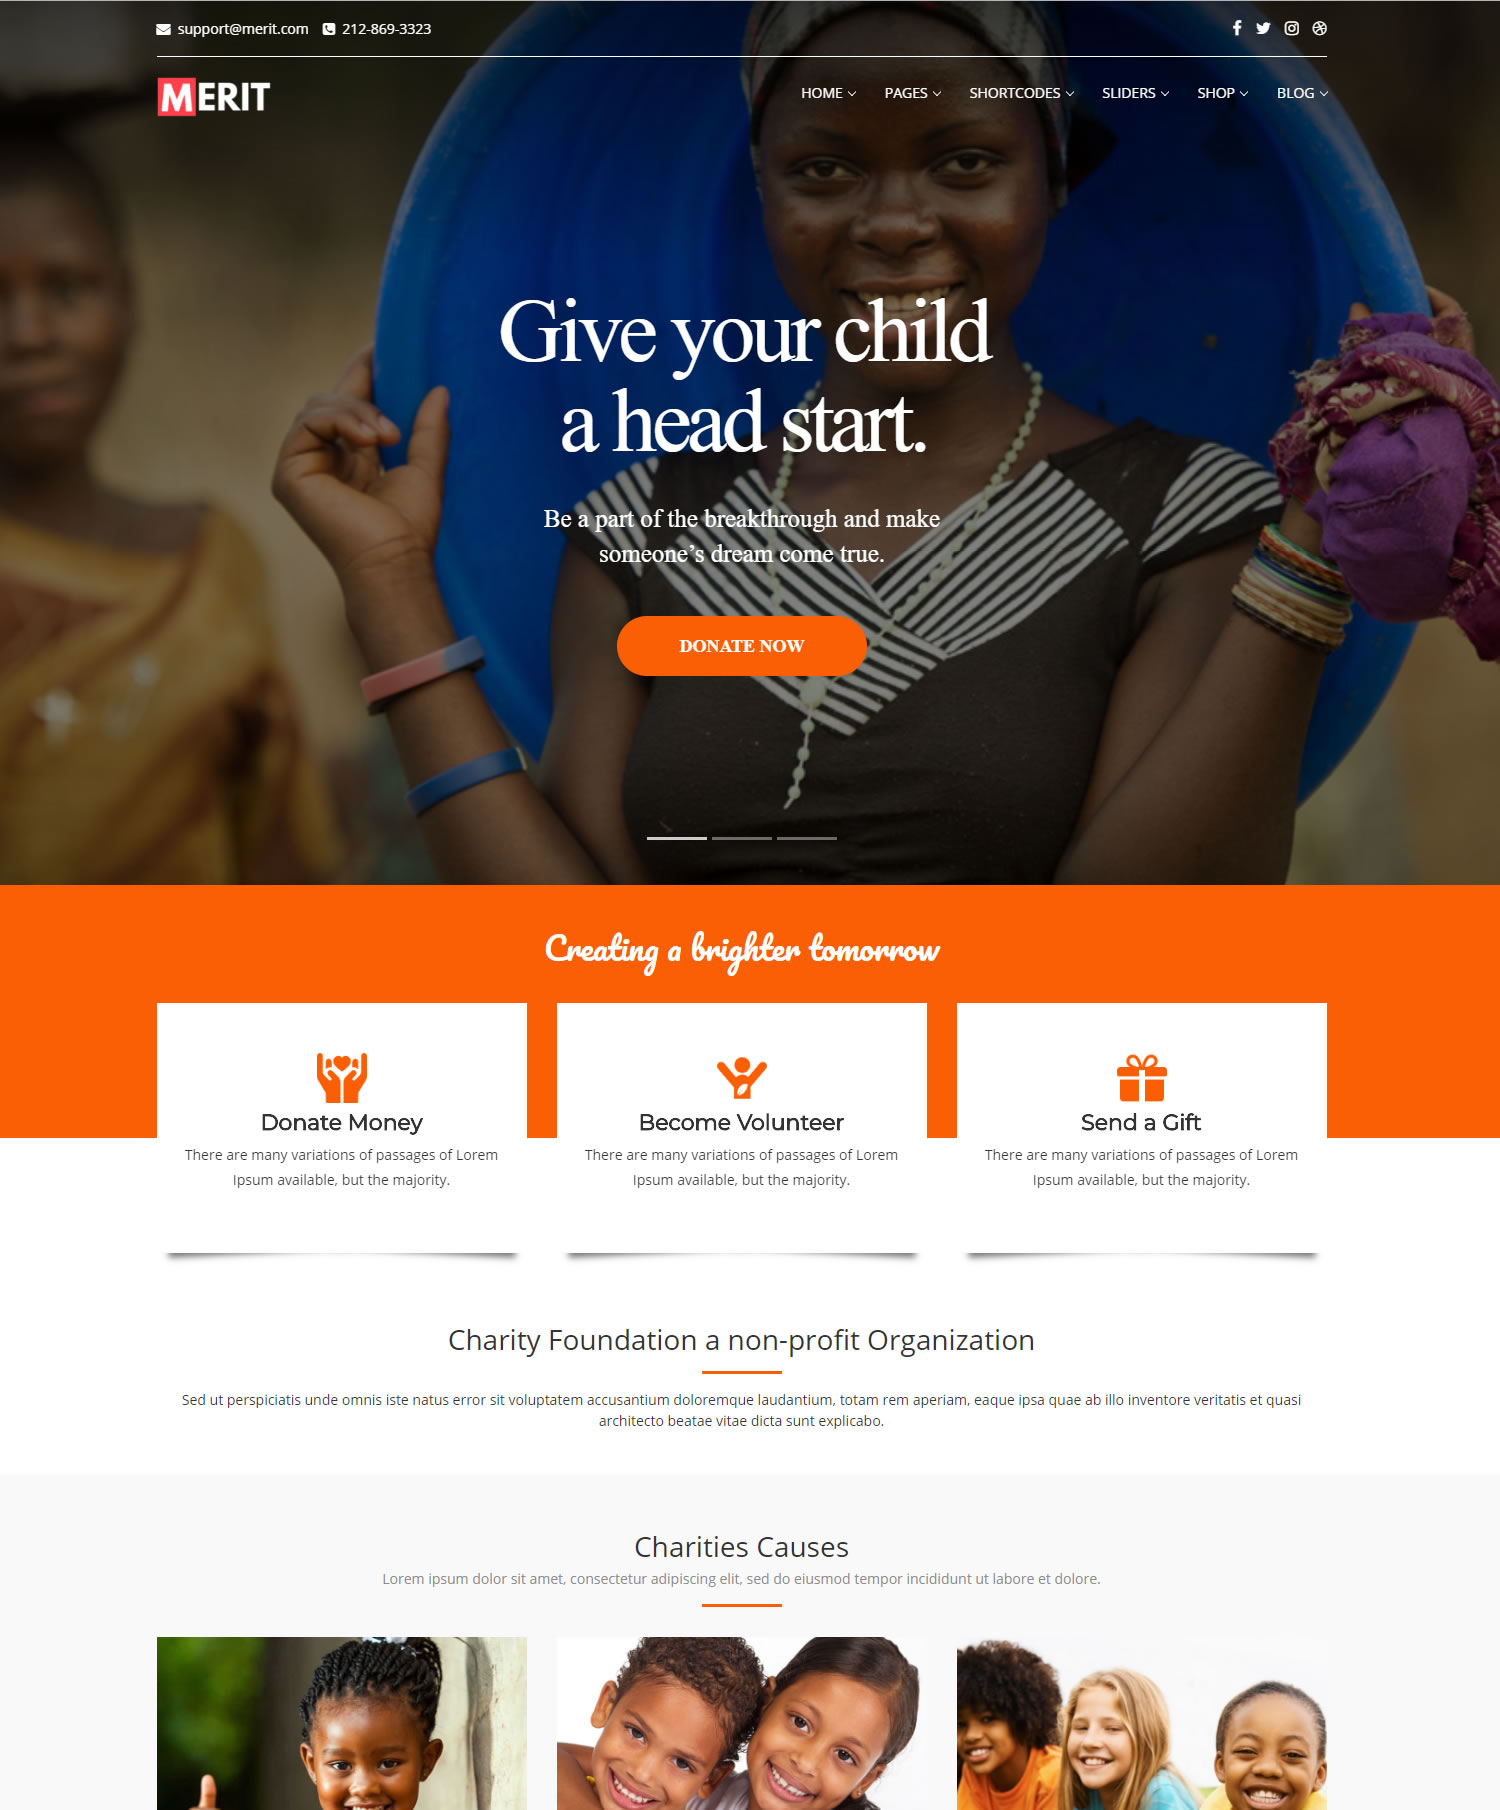 support@merit.com 212-869-3323
MERIT
HOME PAGES SHORTCODES SLIDERS SHOP BLOG
Give your child
a head start.
Be a part of the breakthrough and make
someone’s dream come true.
DONATE NOW
Creating a brighter tomorrow
Donate Money
There are many variations of passages of Lorem
Ipsum available, but the majority.
Become Volunteer
There are many variations of passages of Lorem
Ipsum available, but the majority.
Send a Gift
There are many variations of passages of Lorem
Ipsum available, but the majority.
Charity Foundation a non-profit Organization
Sed ut perspiciatis unde omnis iste natus error sit voluptatem accusantium doloremque laudantium, totam rem aperiam, eaque ipsa quae ab illo inventore veritatis et quasi
architecto beatae vitae dicta sunt explicabo.
Charities Causes
Lorem ipsum dolor sit amet, consectetur adipiscing elit, sed do eiusmod tempor incididunt ut labore et dolore.